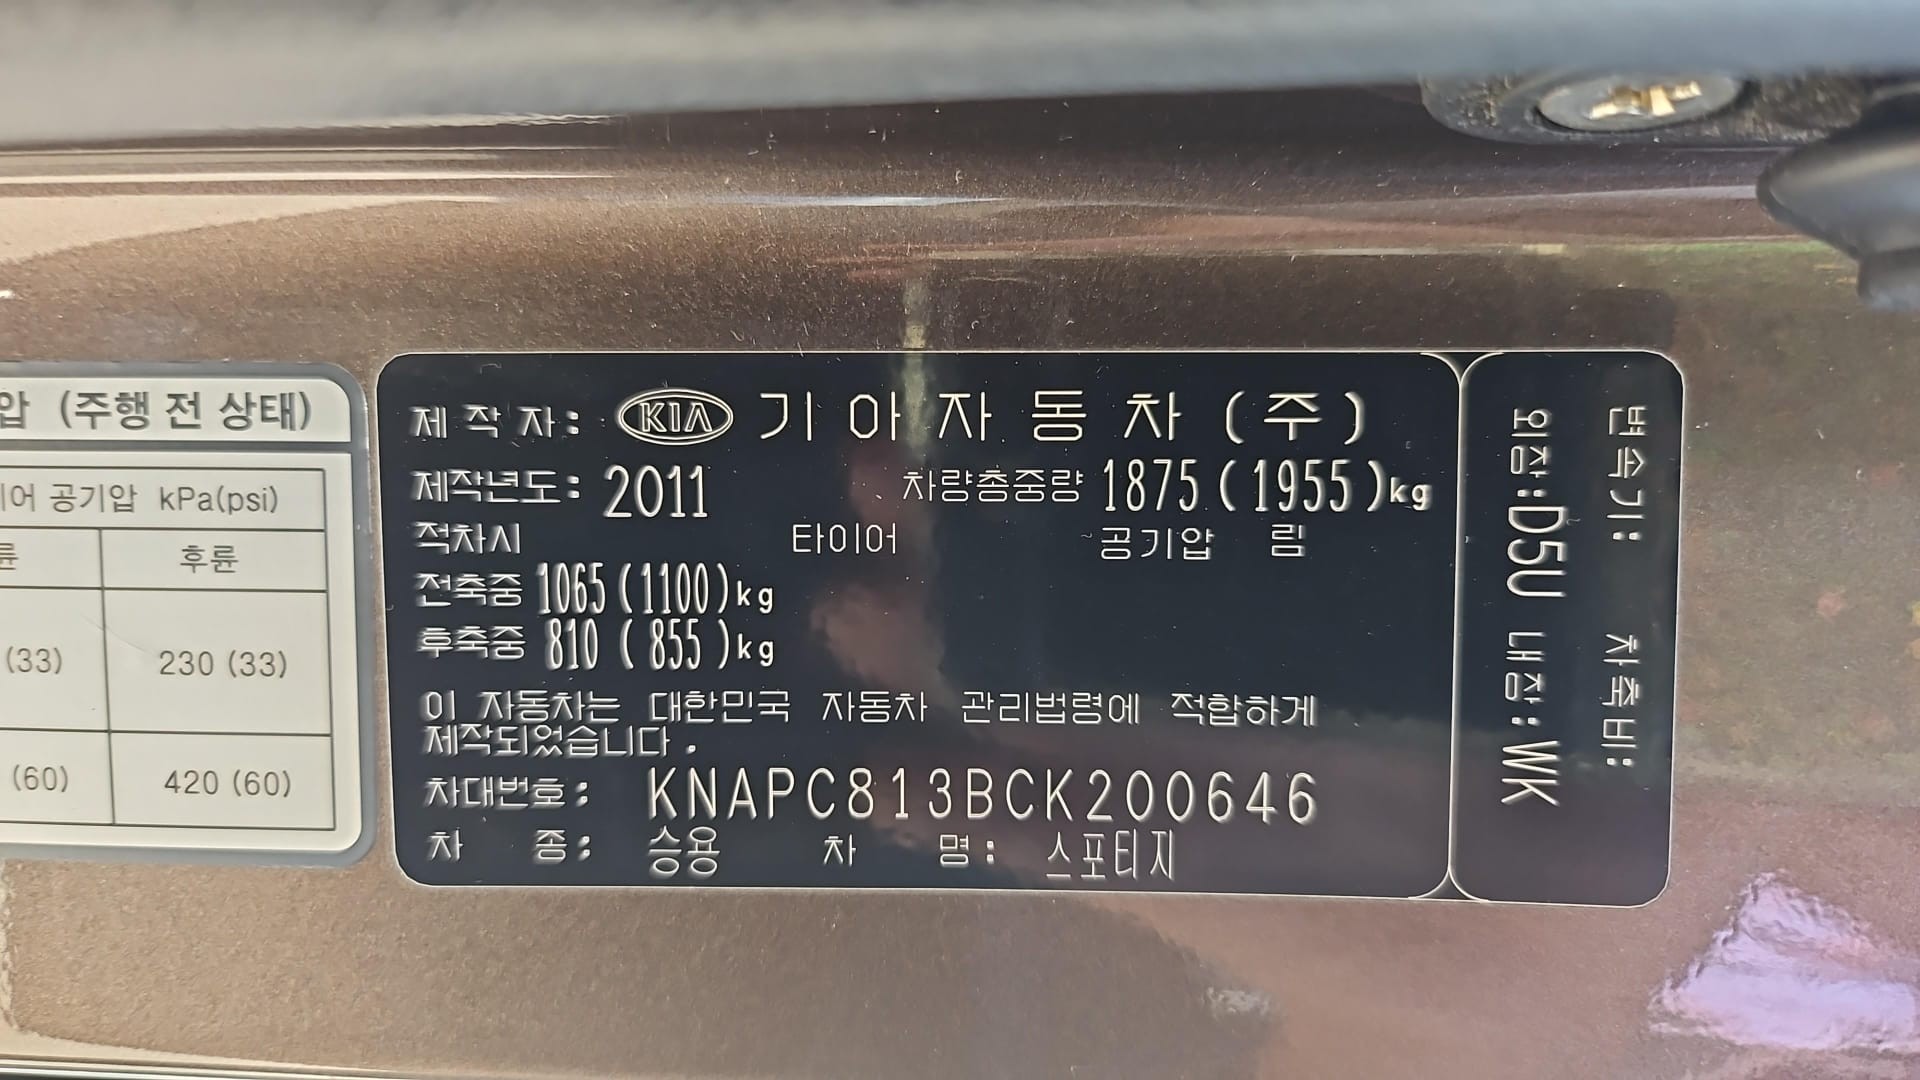 압 (주행 전 상태)
이어 공기압 kPa(psi)
륜 후륜
(33) 230 (33)
(60) 420 (60)
제작자: KIA 기아자동차(주)
제작년도: 2011 차량총중량 1875(1955)kg
적차시 타이어 공기압 림
전축중 1065(1100)kg
후축중 810 (855)kg
이 자동차는 대한민국 자동차 관리법령에 적합하게
제작되었습니다.
차대번호: KNAPC813BCK200646
차 종: 승용 차 명: 스포티지
변속기: 차축비:
외장:D5U 내장:WK